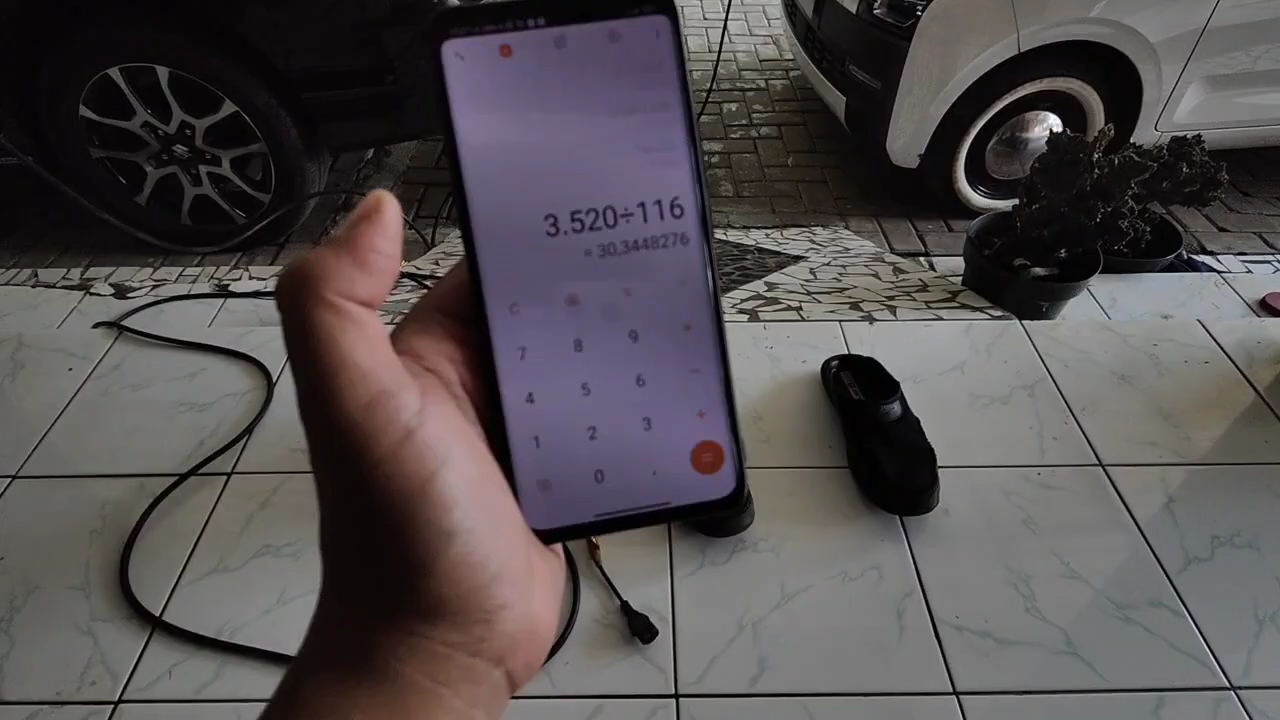 3.520÷116
= 30,3448276
C
7 8 9
4 5 6 −
1 2 3 +
0 , =